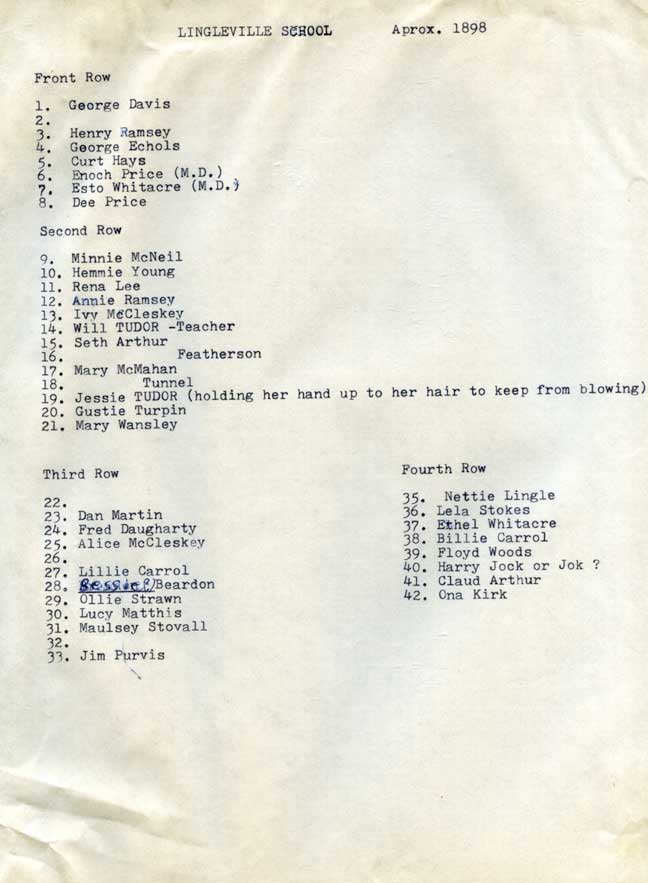 LINGLEVILLE SCHOOL Aprox. 1898
Front Row
1. George Davis
2.
3. Henry Ramsey
4. George Echols
5. Curt Hays
6. Enoch Price (M.D.)
7. Esto Whitacre (M.D.)
8. Dee Price
Second Row
9. Minnie McNeil
10. Hemmie Young
11. Rena Lee
12. Annie Ramsey
13. Ivy McCleskey
14. Will TUDOR -Teacher
15. Seth Arthur
16. Featherson
17. Mary McMahan
18. Tunnel
19. Jessie TUDOR (holding her hand up to her hair to keep from blowing)
20. Gustie Turpin
21. Mary Wansley
Third Row
22.
23. Dan Martin
24. Fred Daugharty
25. Alice McCleskey
26.
27. Lillie Carrol
28. Bessie Beardon
29. Ollie Strawn
30. Lucy Matthis
31. Maulsey Stovall
32.
33. Jim Purvis
Fourth Row
35. Nettie Lingle
36. Lela Stokes
37. Ethel Whitacre
38. Billie Carrol
39. Floyd Woods
40. Harry Jock or Jok ?
41. Claud Arthur
42. Ona Kirk